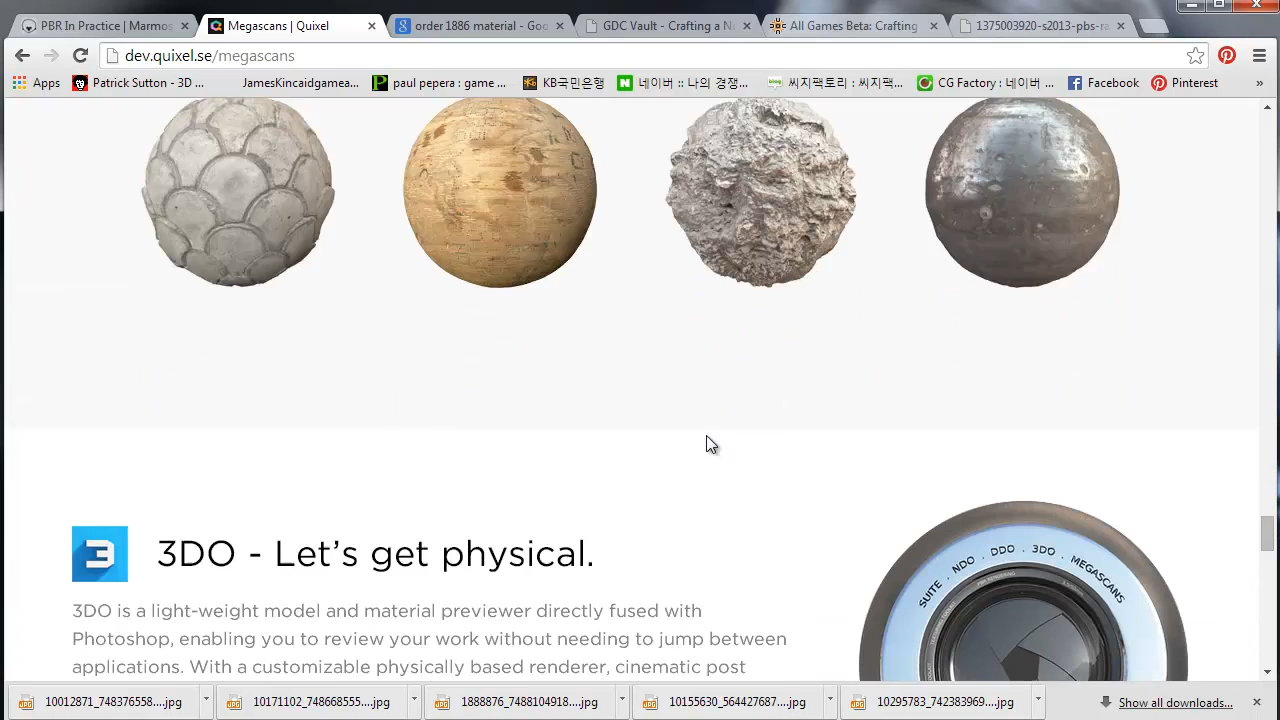 PBR In Practice | Marmos
Megascans | Quixel
order 1886 material - Goo
GDC Vault - Crafting a N
All Games Beta: Crafting
1375003920-s2013-pbs-ra
dev.quixel.se/megascans
Apps
Patrick Sutton - 3D...
JamesKincaidgamea...
paul pepera; game ...
KB국민은행
네이버 :: 나의 경쟁...
씨지팩토리 : 씨지팩...
CG Factory : 네이버 ...
Facebook
Pinterest
»
SUITE . NDO . DDO . 3DO . MEGASCANS
3DO - Let's get physical.
3DO is a light-weight model and material previewer directly fused with
Photoshop, enabling you to review your work without needing to jump between
applications. With a customizable physically based renderer, cinematic post
10012871_748376558....jpg
10171102_748668555....jpg
1888876_7488104918...jpg
10155630_564427687....jpg
10295783_742383969....jpg
Show all downloads...